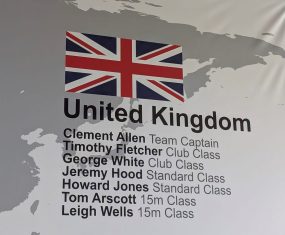 United Kingdom
Clement Allen Team Captain
Timothy Fletcher Club Class
George White Club Class
Jeremy Hood Standard Class
Howard Jones Standard Class
Tom Arscott 15m Class
Leigh Wells 15m Class